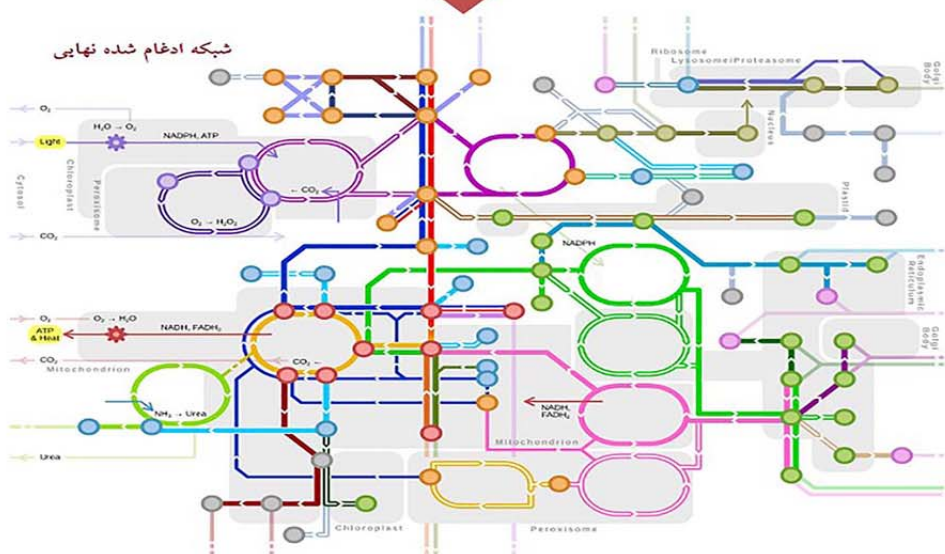 شبکه ادغام شده نهایی
Ribosome
Lysosome/Proteasome
Golgi Body
Nucleus
O₂
H₂O → O₂
NADPH, ATP
Light
Chloroplast
Peroxisome
Cytosol
← CO₂
O₂ → H₂O₂
CO₂
Plastid
NADPH
Endoplasmic Reticulum
O₂
O₂ → H₂O
NADH, FADH₂
ATP & Heat
CO₂ ←
CO₂
Mitochondrion
Golgi Body
NH₃ → Urea
NADH, FADH₂
Mitochondrion
Urea
Chloroplast
Peroxisome